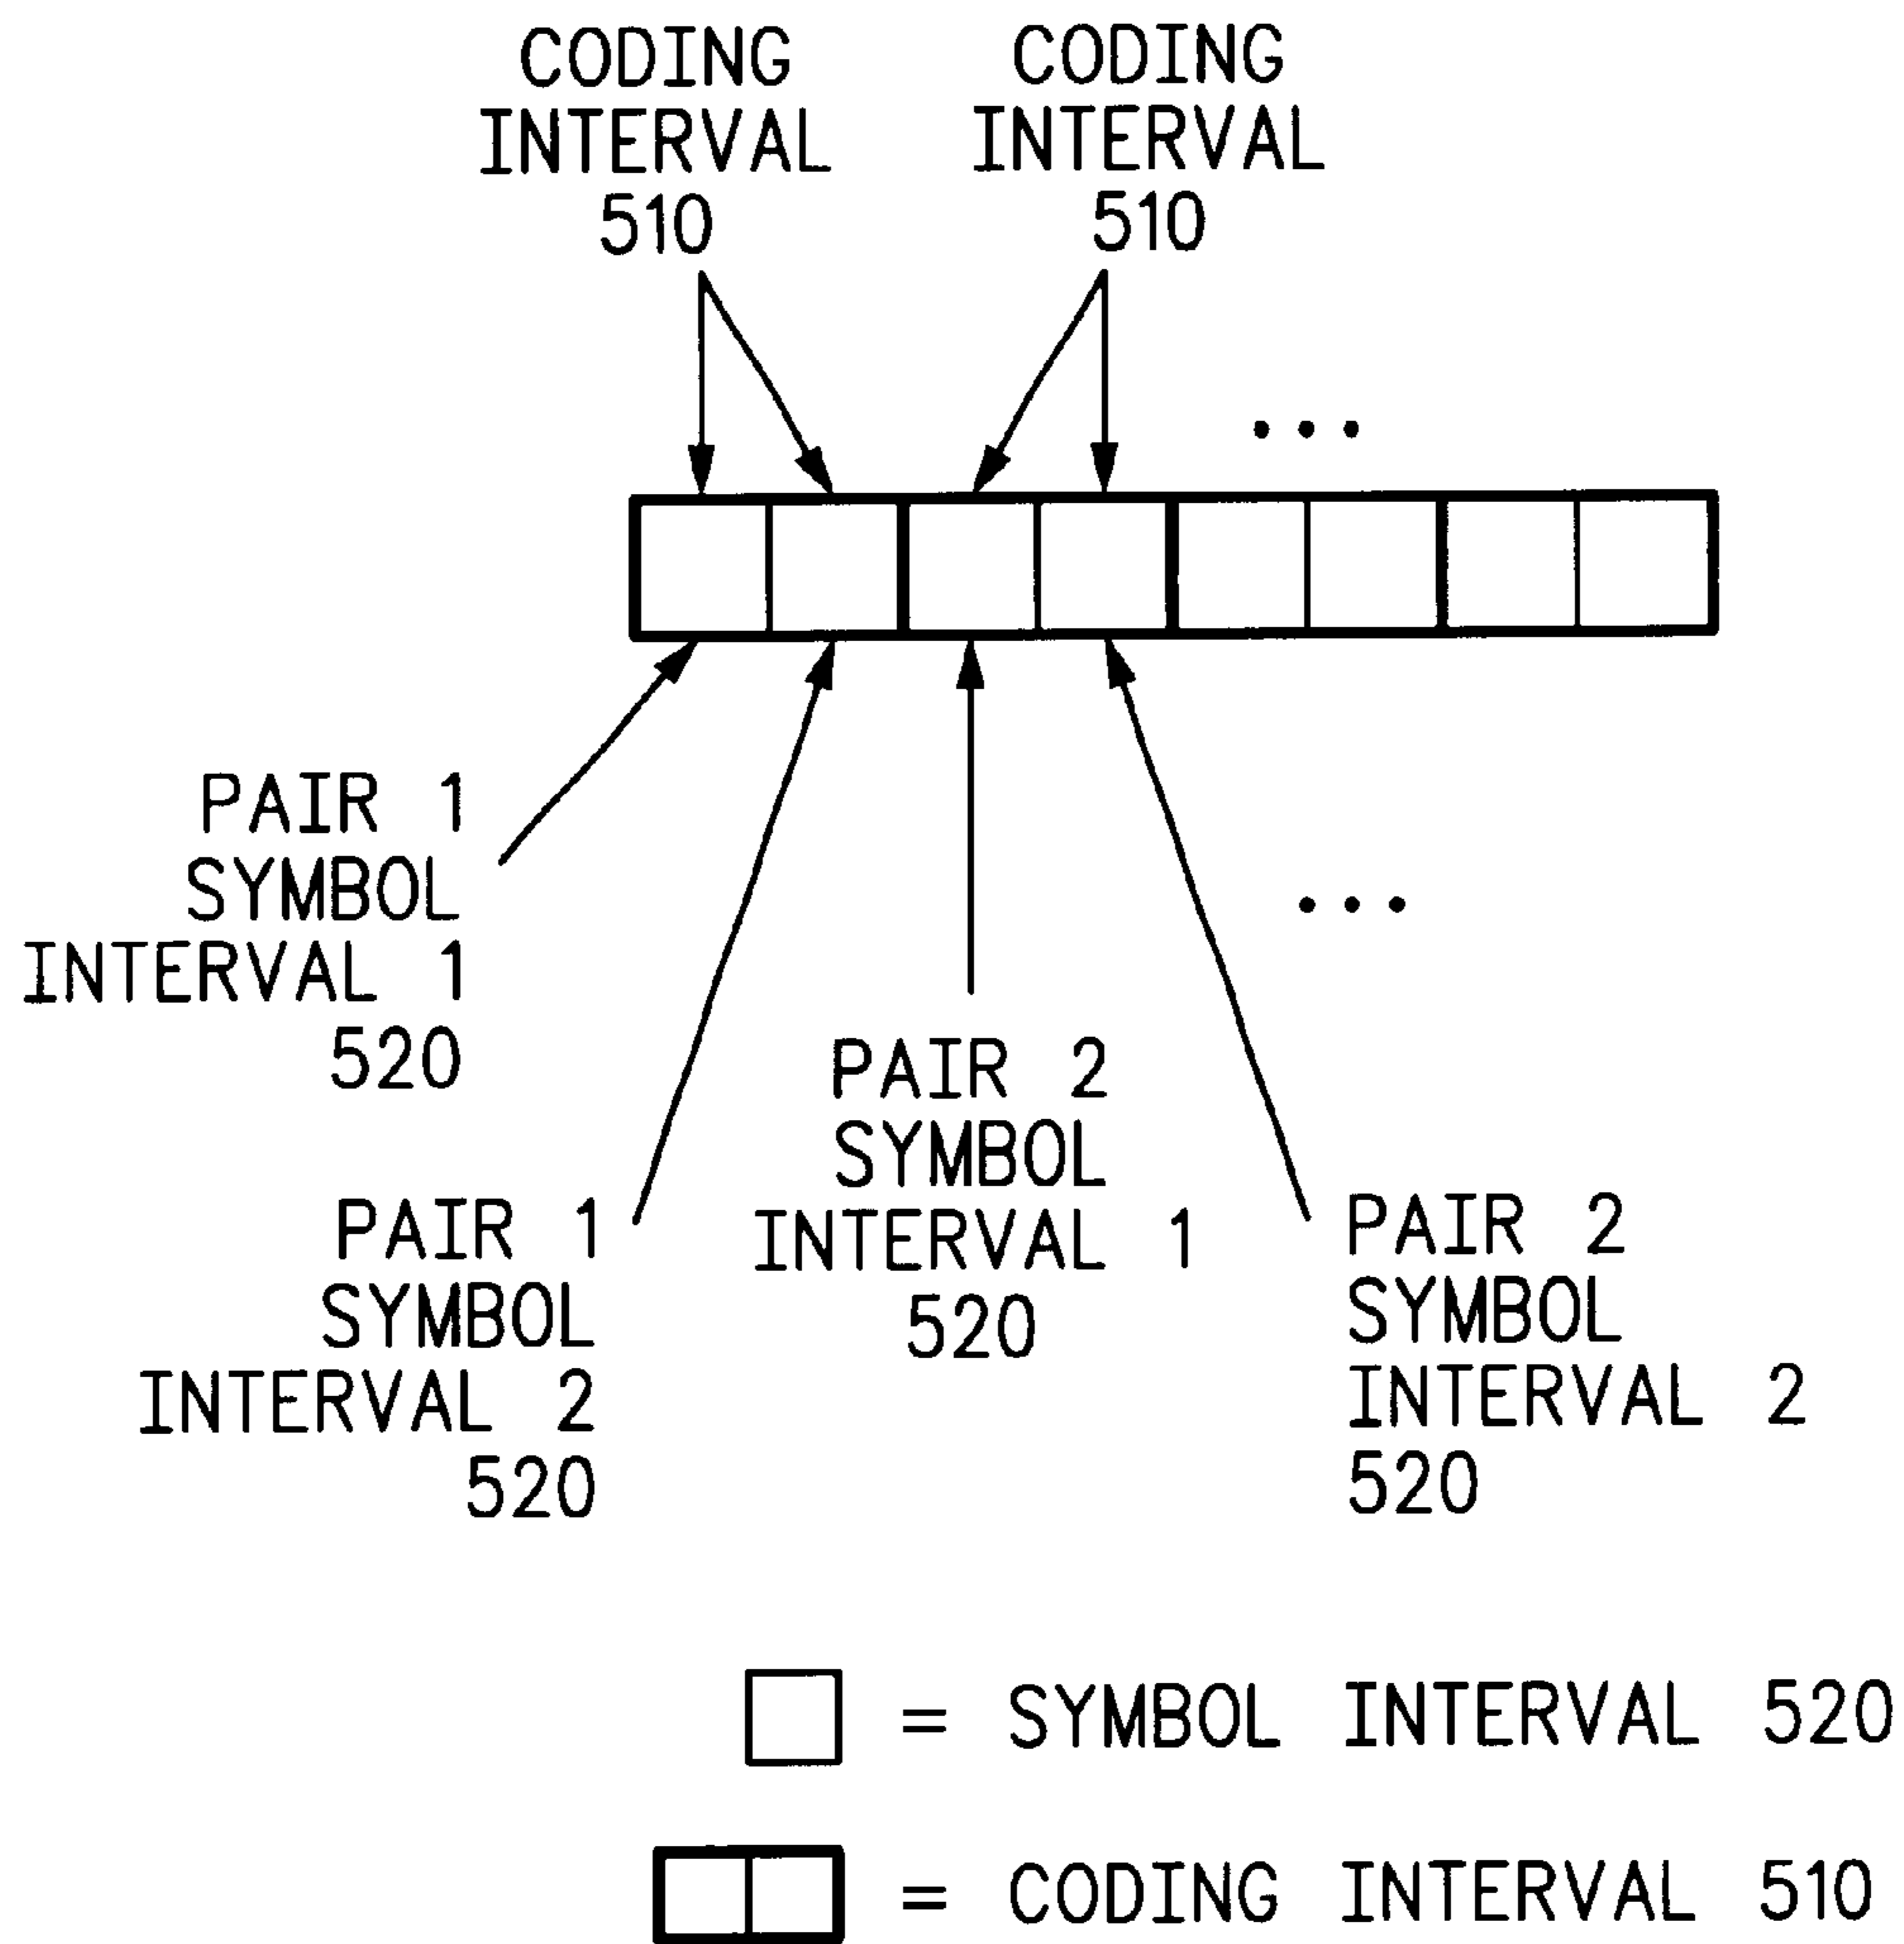 CODING
INTERVAL
510
CODING
INTERVAL
510
...
PAIR 1
SYMBOL
INTERVAL 1
520
...
PAIR 1
SYMBOL
INTERVAL 2
520
PAIR 2
SYMBOL
INTERVAL 1
520
PAIR 2
SYMBOL
INTERVAL 2
520
= SYMBOL INTERVAL 520
= CODING INTERVAL 510